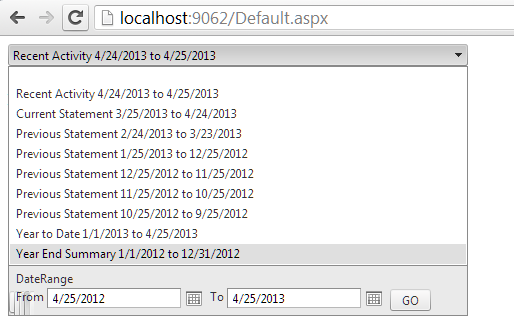 localhost:9062/Default.aspx
Recent Activity 4/24/2013 to 4/25/2013
Recent Activity 4/24/2013 to 4/25/2013
Current Statement 3/25/2013 to 4/24/2013
Previous Statement 2/24/2013 to 3/23/2013
Previous Statement 1/25/2013 to 12/25/2012
Previous Statement 12/25/2012 to 11/25/2012
Previous Statement 11/25/2012 to 10/25/2012
Previous Statement 10/25/2012 to 9/25/2012
Year to Date 1/1/2013 to 4/25/2013
Year End Summary 1/1/2012 to 12/31/2012
DateRange
From 4/25/2012 To 4/25/2013 GO